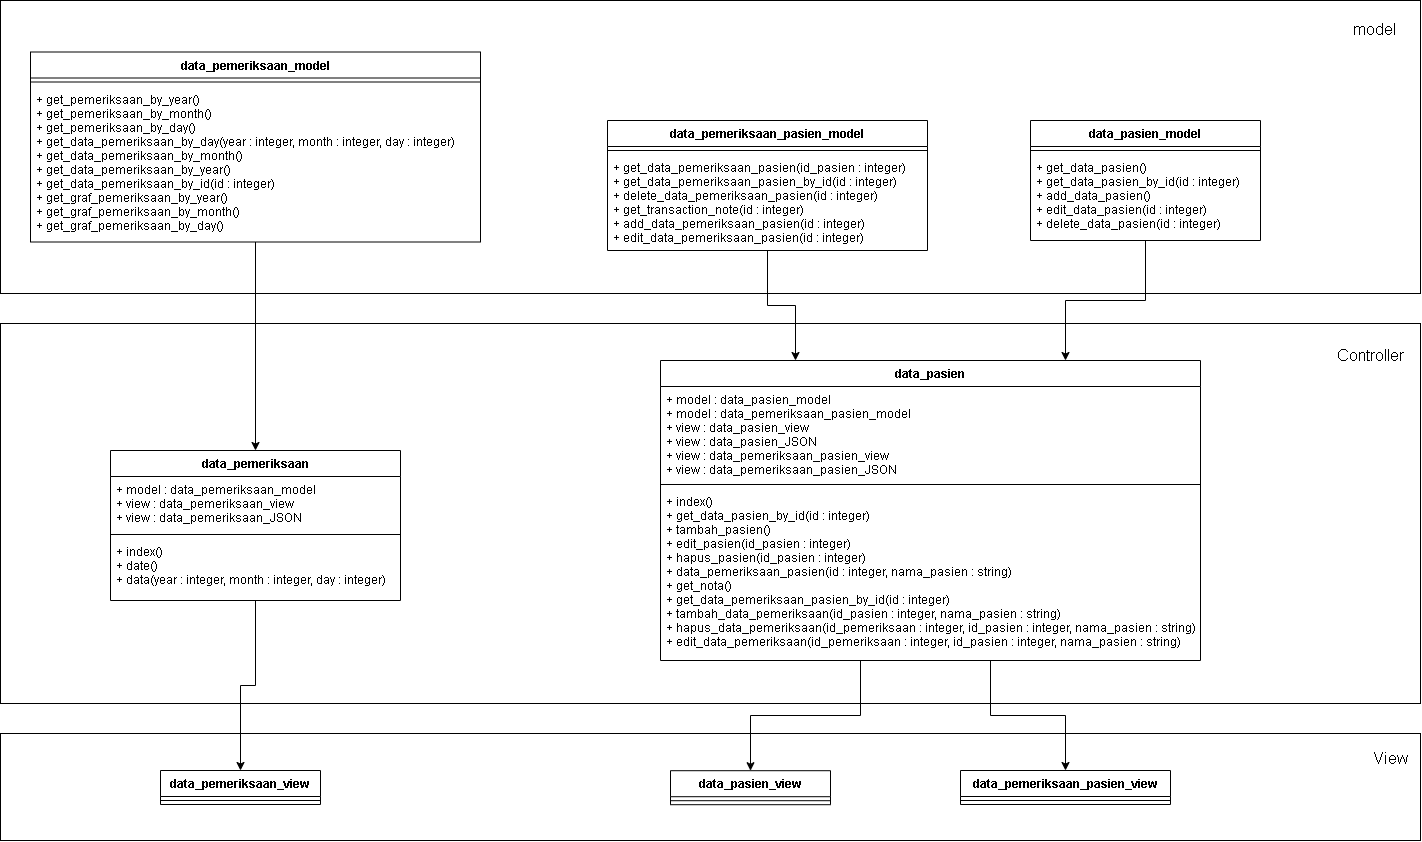 model
data_pemeriksaan_model
+ get_pemeriksaan_by_year()
+ get_pemeriksaan_by_month()
+ get_pemeriksaan_by_day()
+ get_data_pemeriksaan_by_day(year : integer, month : integer, day : integer)
+ get_data_pemeriksaan_by_month()
+ get_data_pemeriksaan_by_year()
+ get_data_pemeriksaan_by_id(id : integer)
+ get_graf_pemeriksaan_by_year()
+ get_graf_pemeriksaan_by_month()
+ get_graf_pemeriksaan_by_day()
data_pemeriksaan_pasien_model
+ get_data_pemeriksaan_pasien(id_pasien : integer)
+ get_data_pemeriksaan_pasien_by_id(id : integer)
+ delete_data_pemeriksaan_pasien(id : integer)
+ get_transaction_note(id : integer)
+ add_data_pemeriksaan_pasien(id : integer)
+ edit_data_pemeriksaan_pasien(id : integer)
data_pasien_model
+ get_data_pasien()
+ get_data_pasien_by_id(id : integer)
+ add_data_pasien()
+ edit_data_pasien(id : integer)
+ delete_data_pasien(id : integer)
Controller
data_pemeriksaan
+ model : data_pemeriksaan_model
+ view : data_pemeriksaan_view
+ view : data_pemeriksaan_JSON
+ index()
+ date()
+ data(year : integer, month : integer, day : integer)
data_pasien
+ model : data_pasien_model
+ model : data_pemeriksaan_pasien_model
+ view : data_pasien_view
+ view : data_pasien_JSON
+ view : data_pemeriksaan_pasien_view
+ view : data_pemeriksaan_pasien_JSON
+ index()
+ get_data_pasien_by_id(id : integer)
+ tambah_pasien()
+ edit_pasien(id_pasien : integer)
+ hapus_pasien(id_pasien : integer)
+ data_pemeriksaan_pasien(id : integer, nama_pasien : string)
+ get_nota()
+ get_data_pemeriksaan_pasien_by_id(id : integer)
+ tambah_data_pemeriksaan(id_pasien : integer, nama_pasien : string)
+ hapus_data_pemeriksaan(id_pemeriksaan : integer, id_pasien : integer, nama_pasien : string)
+ edit_data_pemeriksaan(id_pemeriksaan : integer, id_pasien : integer, nama_pasien : string)
View
data_pemeriksaan_view
data_pasien_view
data_pemeriksaan_pasien_view